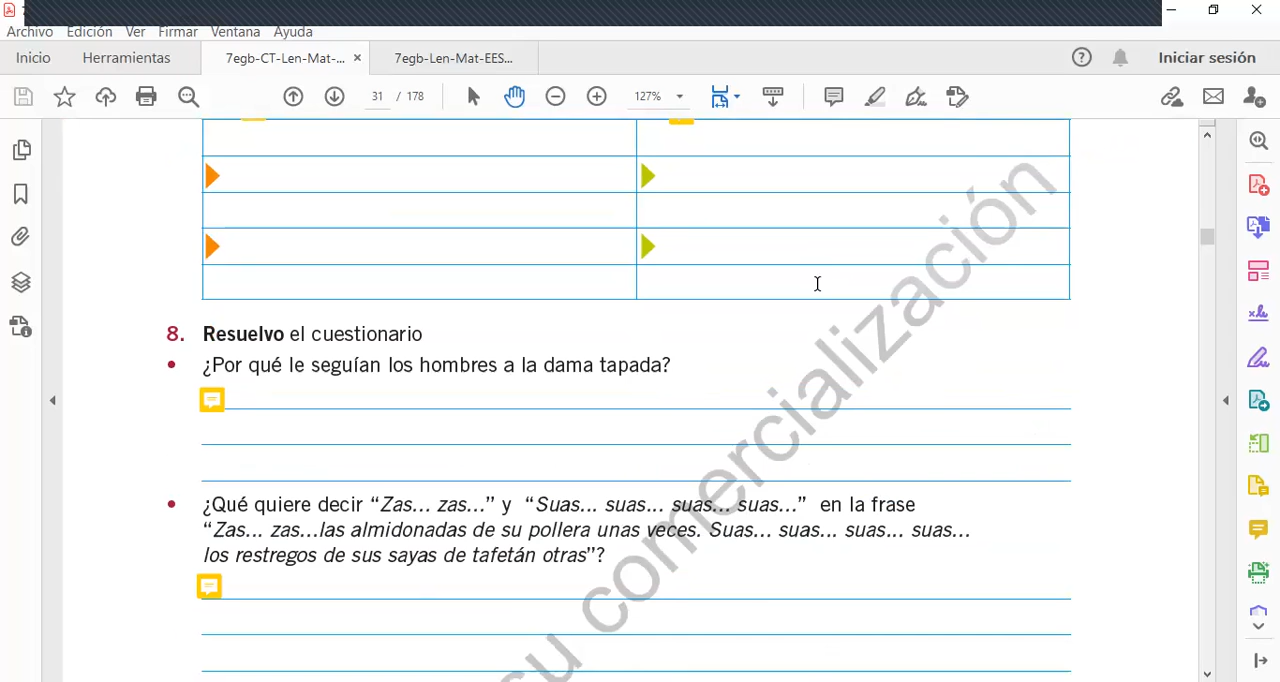 Archivo Edición Ver Firmar Ventana Ayuda
Inicio Herramientas 7egb-CT-Len-Mat-... × 7egb-Len-Mat-EES... Iniciar sesión
31 / 178 127%
8. Resuelvo el cuestionario
• ¿Por qué le seguían los hombres a la dama tapada?
• ¿Qué quiere decir “Zas... zas...” y “Suas... suas... suas... suas...” en la frase
“Zas... zas...las almidonadas de su pollera unas veces. Suas... suas... suas... suas...
los restregos de sus sayas de tafetán otras”?
su comercialización